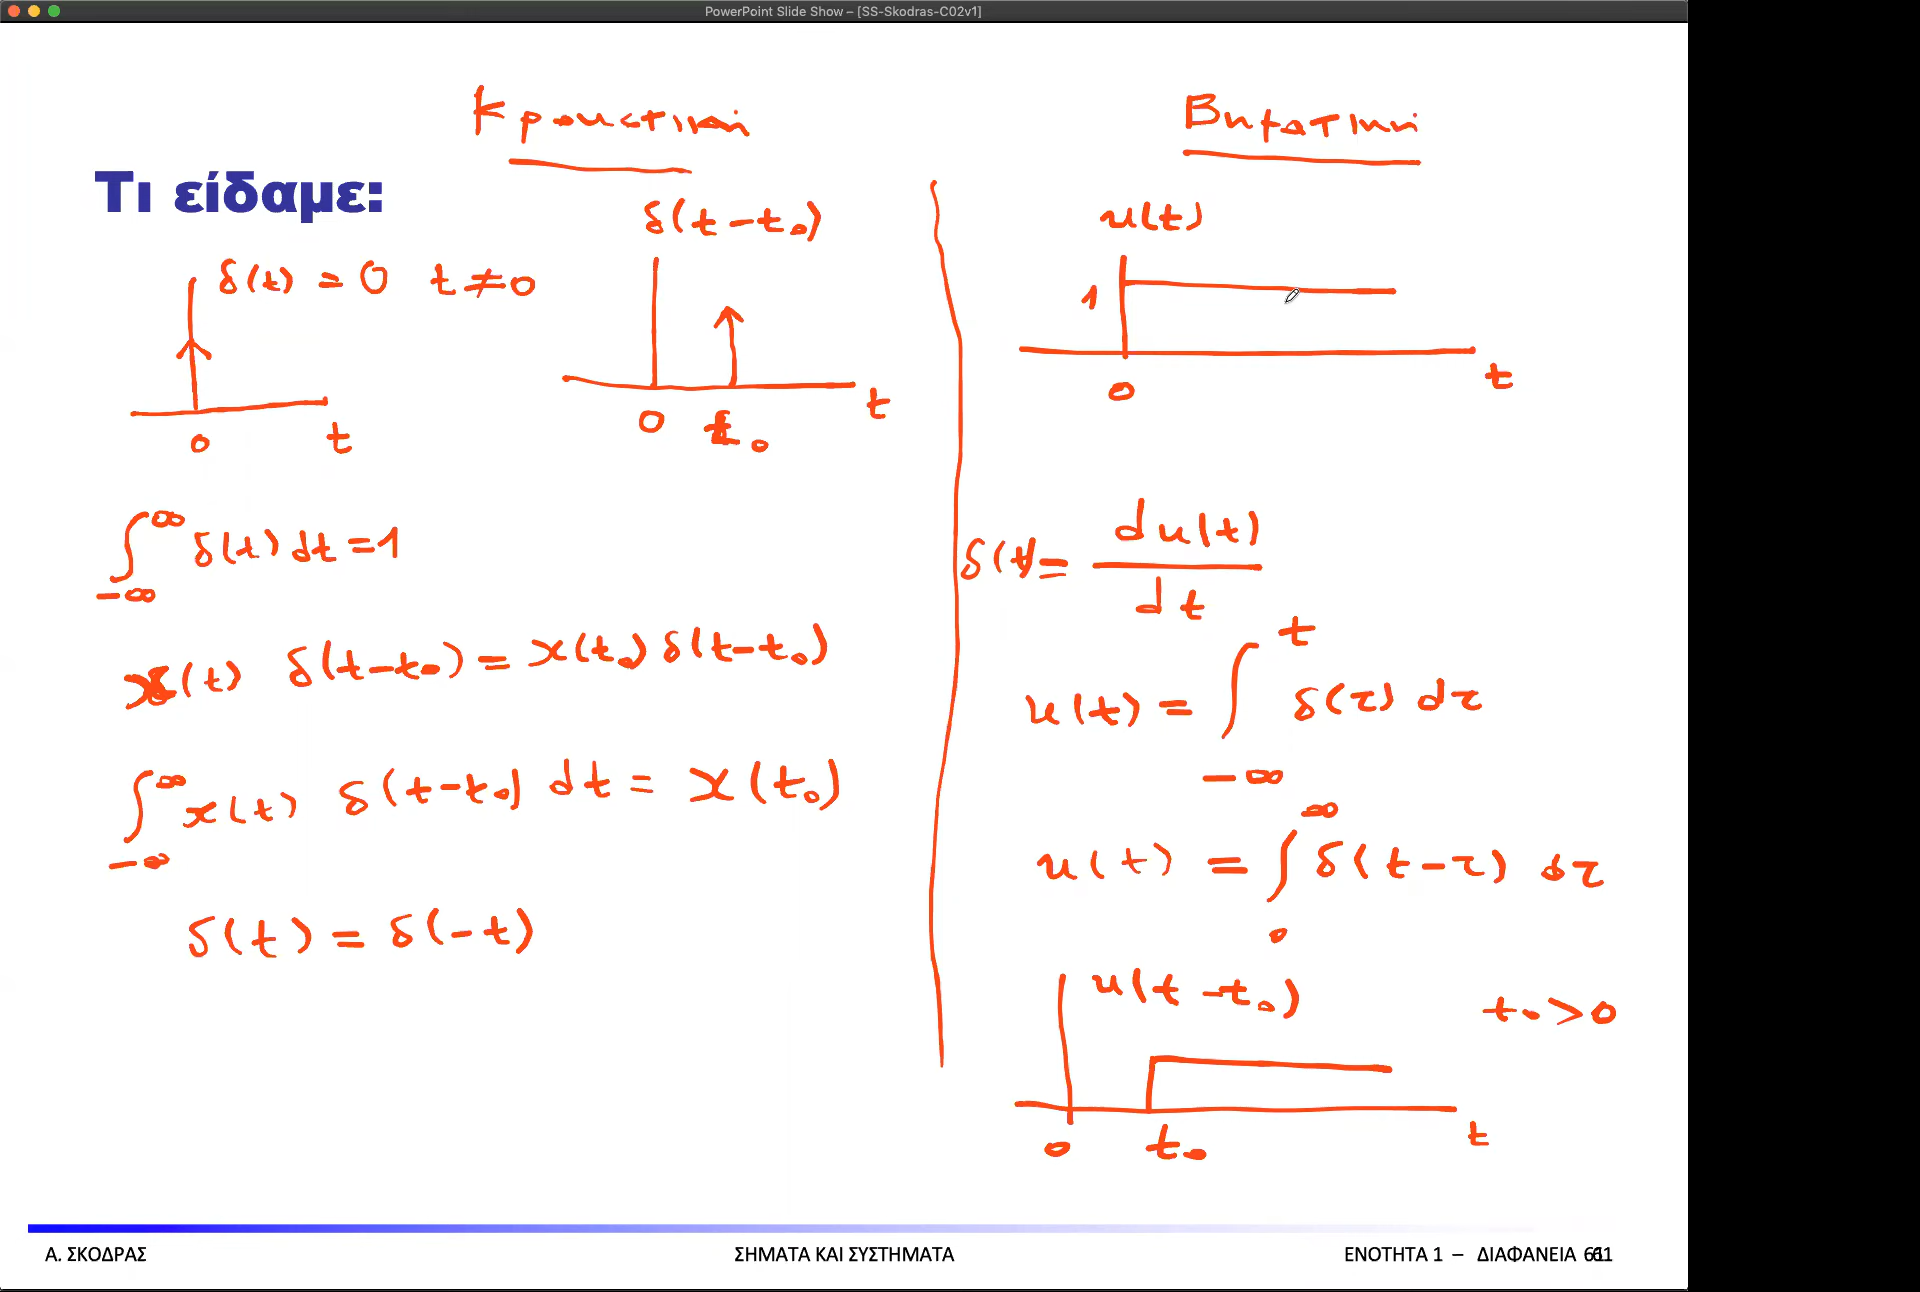 PowerPoint Slide Show – [SS-Skodras-C02v1]
Κρουστική
Βηματική
Τι είδαμε:
δ(t) = 0 t ≠ 0
0 t
δ(t-t₀)
0 t₀ t
∫_{-∞}^{∞} δ(t) dt = 1
x(t) δ(t-t₀) = x(t₀) δ(t-t₀)
∫_{-∞}^{∞} x(t) δ(t-t₀) dt = x(t₀)
δ(t) = δ(-t)
u(t)
1
0 t
δ(t) = du(t)/dt
u(t) = ∫_{-∞}^{t} δ(τ) dτ
u(t) = ∫_{0}^{∞} δ(t-τ) dτ
u(t-t₀) t₀ > 0
0 t₀ t
Α. ΣΚΟΔΡΑΣ
ΣΗΜΑΤΑ ΚΑΙ ΣΥΣΤΗΜΑΤΑ
ΕΝΟΤΗΤΑ 1 – ΔΙΑΦΑΝΕΙΑ